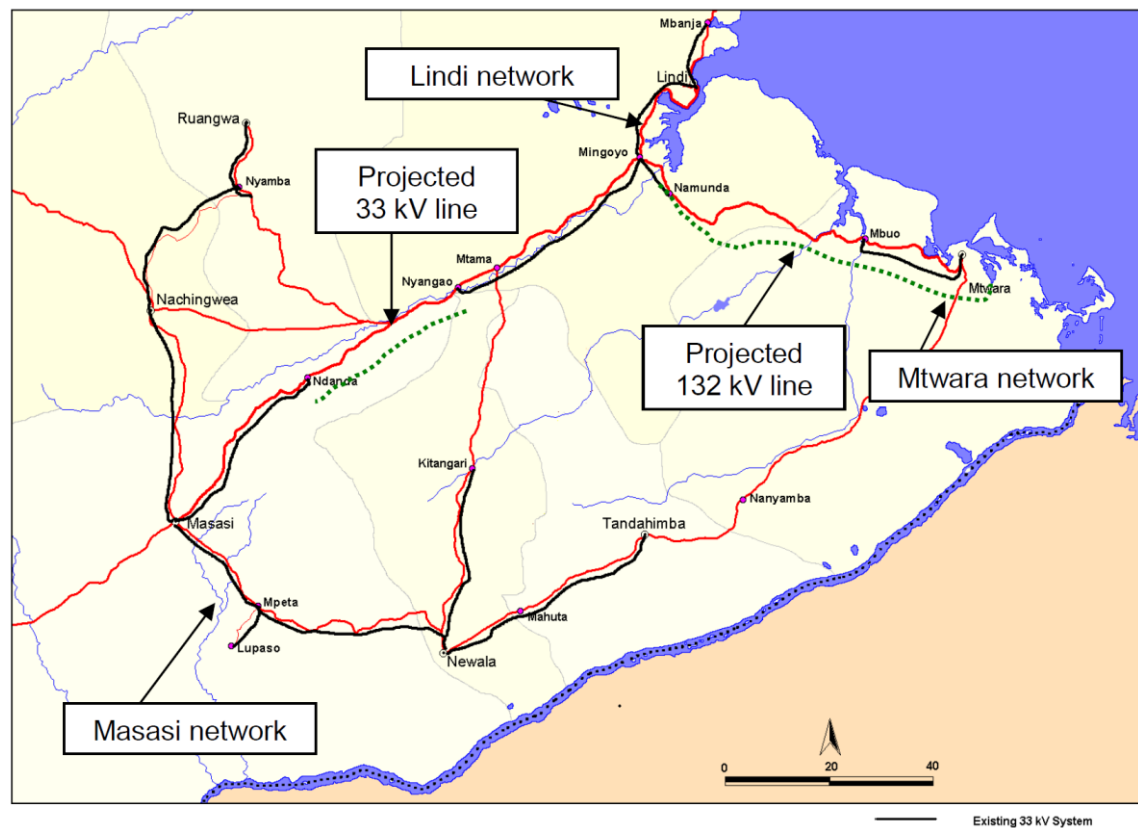 Mbanja
Lindi network
Lindi
Ruangwa
Mingoyo
Projected
33 kV line
Nyamba
Namunda
Mbuo
Mtama
Nyangao
Mtwara
Nachingwea
Projected
132 kV line
Mtwara network
Ndanda
Kitangari
Nanyamba
Masasi
Tandahimba
Mpeta
Mahuta
Lupaso
Newala
Masasi network
0 20 40
Existing 33 kV System